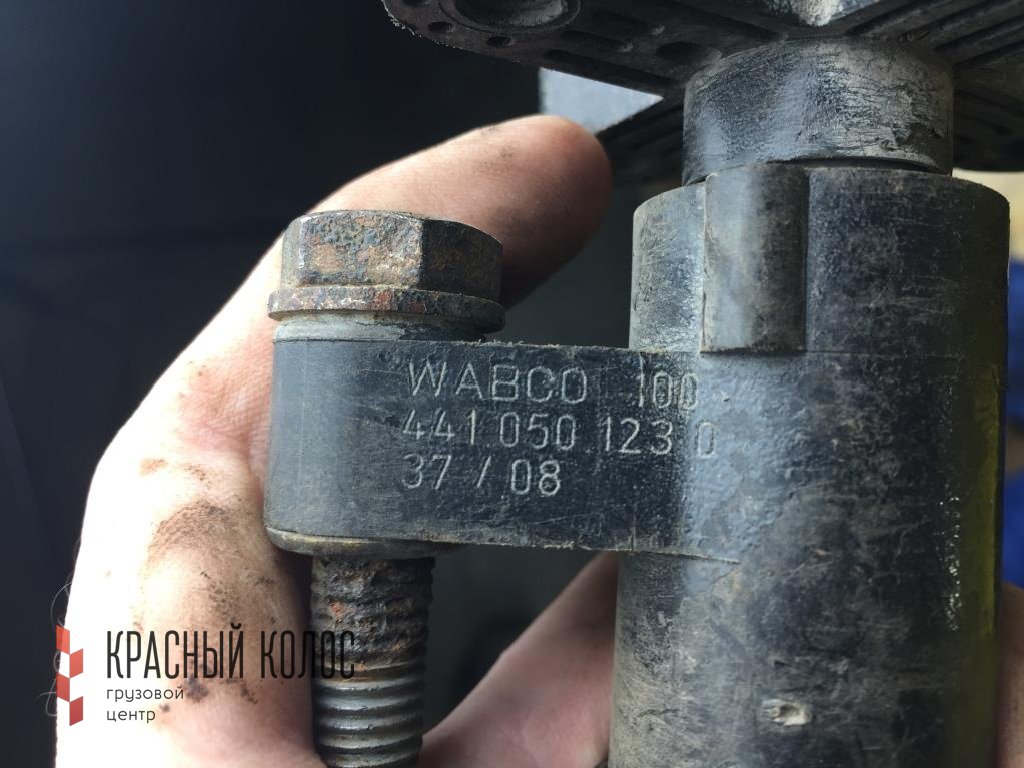 WABCO 100
441 050 123 0
37 / 08
КРАСНЫЙ КОЛОС
грузовой
центр